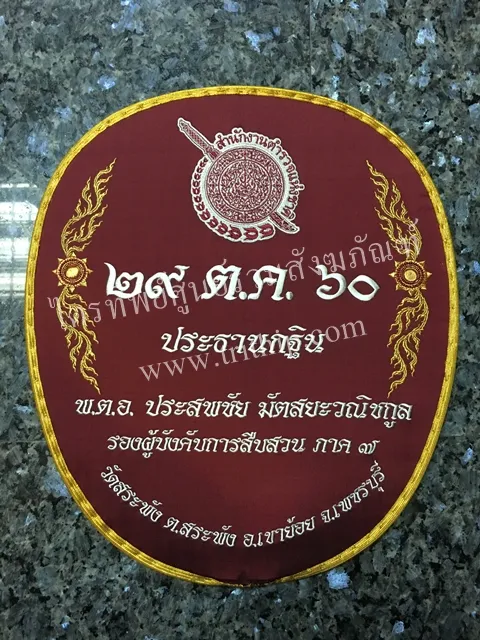 สำนักงานตำรวจแห่งชาติ
๒๙ ต.ค. ๖๐
ประธานกฐิน
พ.ต.อ. ประสพชัย มัตสยะวณิชกูล
รองผู้บังคับการสืบสวน ภาค ๗
วัดสระพัง ต.สระพัง อ.เขาย้อย จ.เพชรบุรี